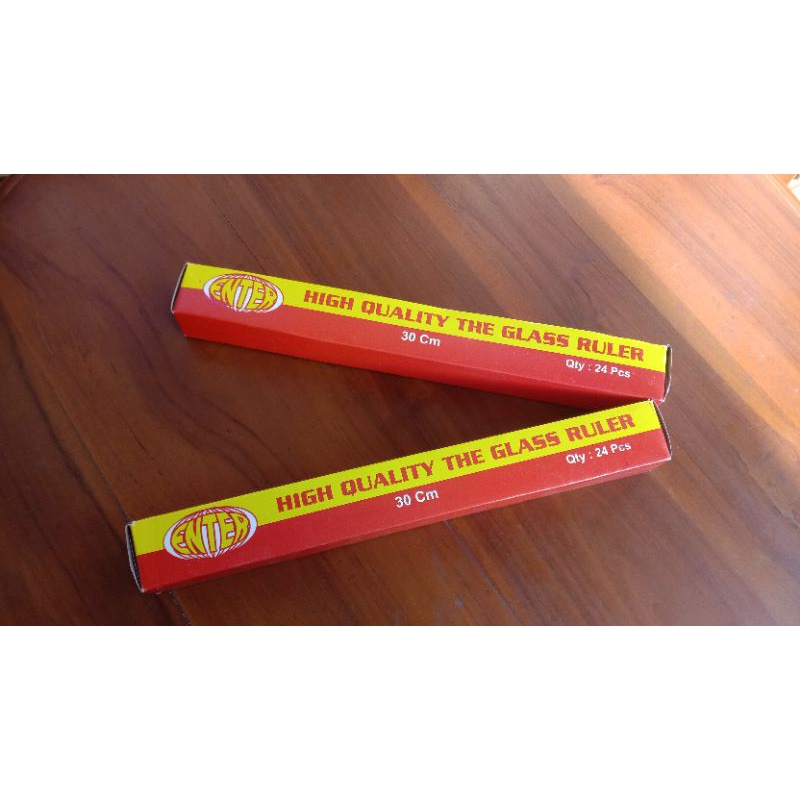 ENTER
HIGH QUALITY THE GLASS RULER
30 Cm
Qty : 24 Pcs
ENTER
HIGH QUALITY THE GLASS RULER
30 Cm
Qty : 24 Pcs